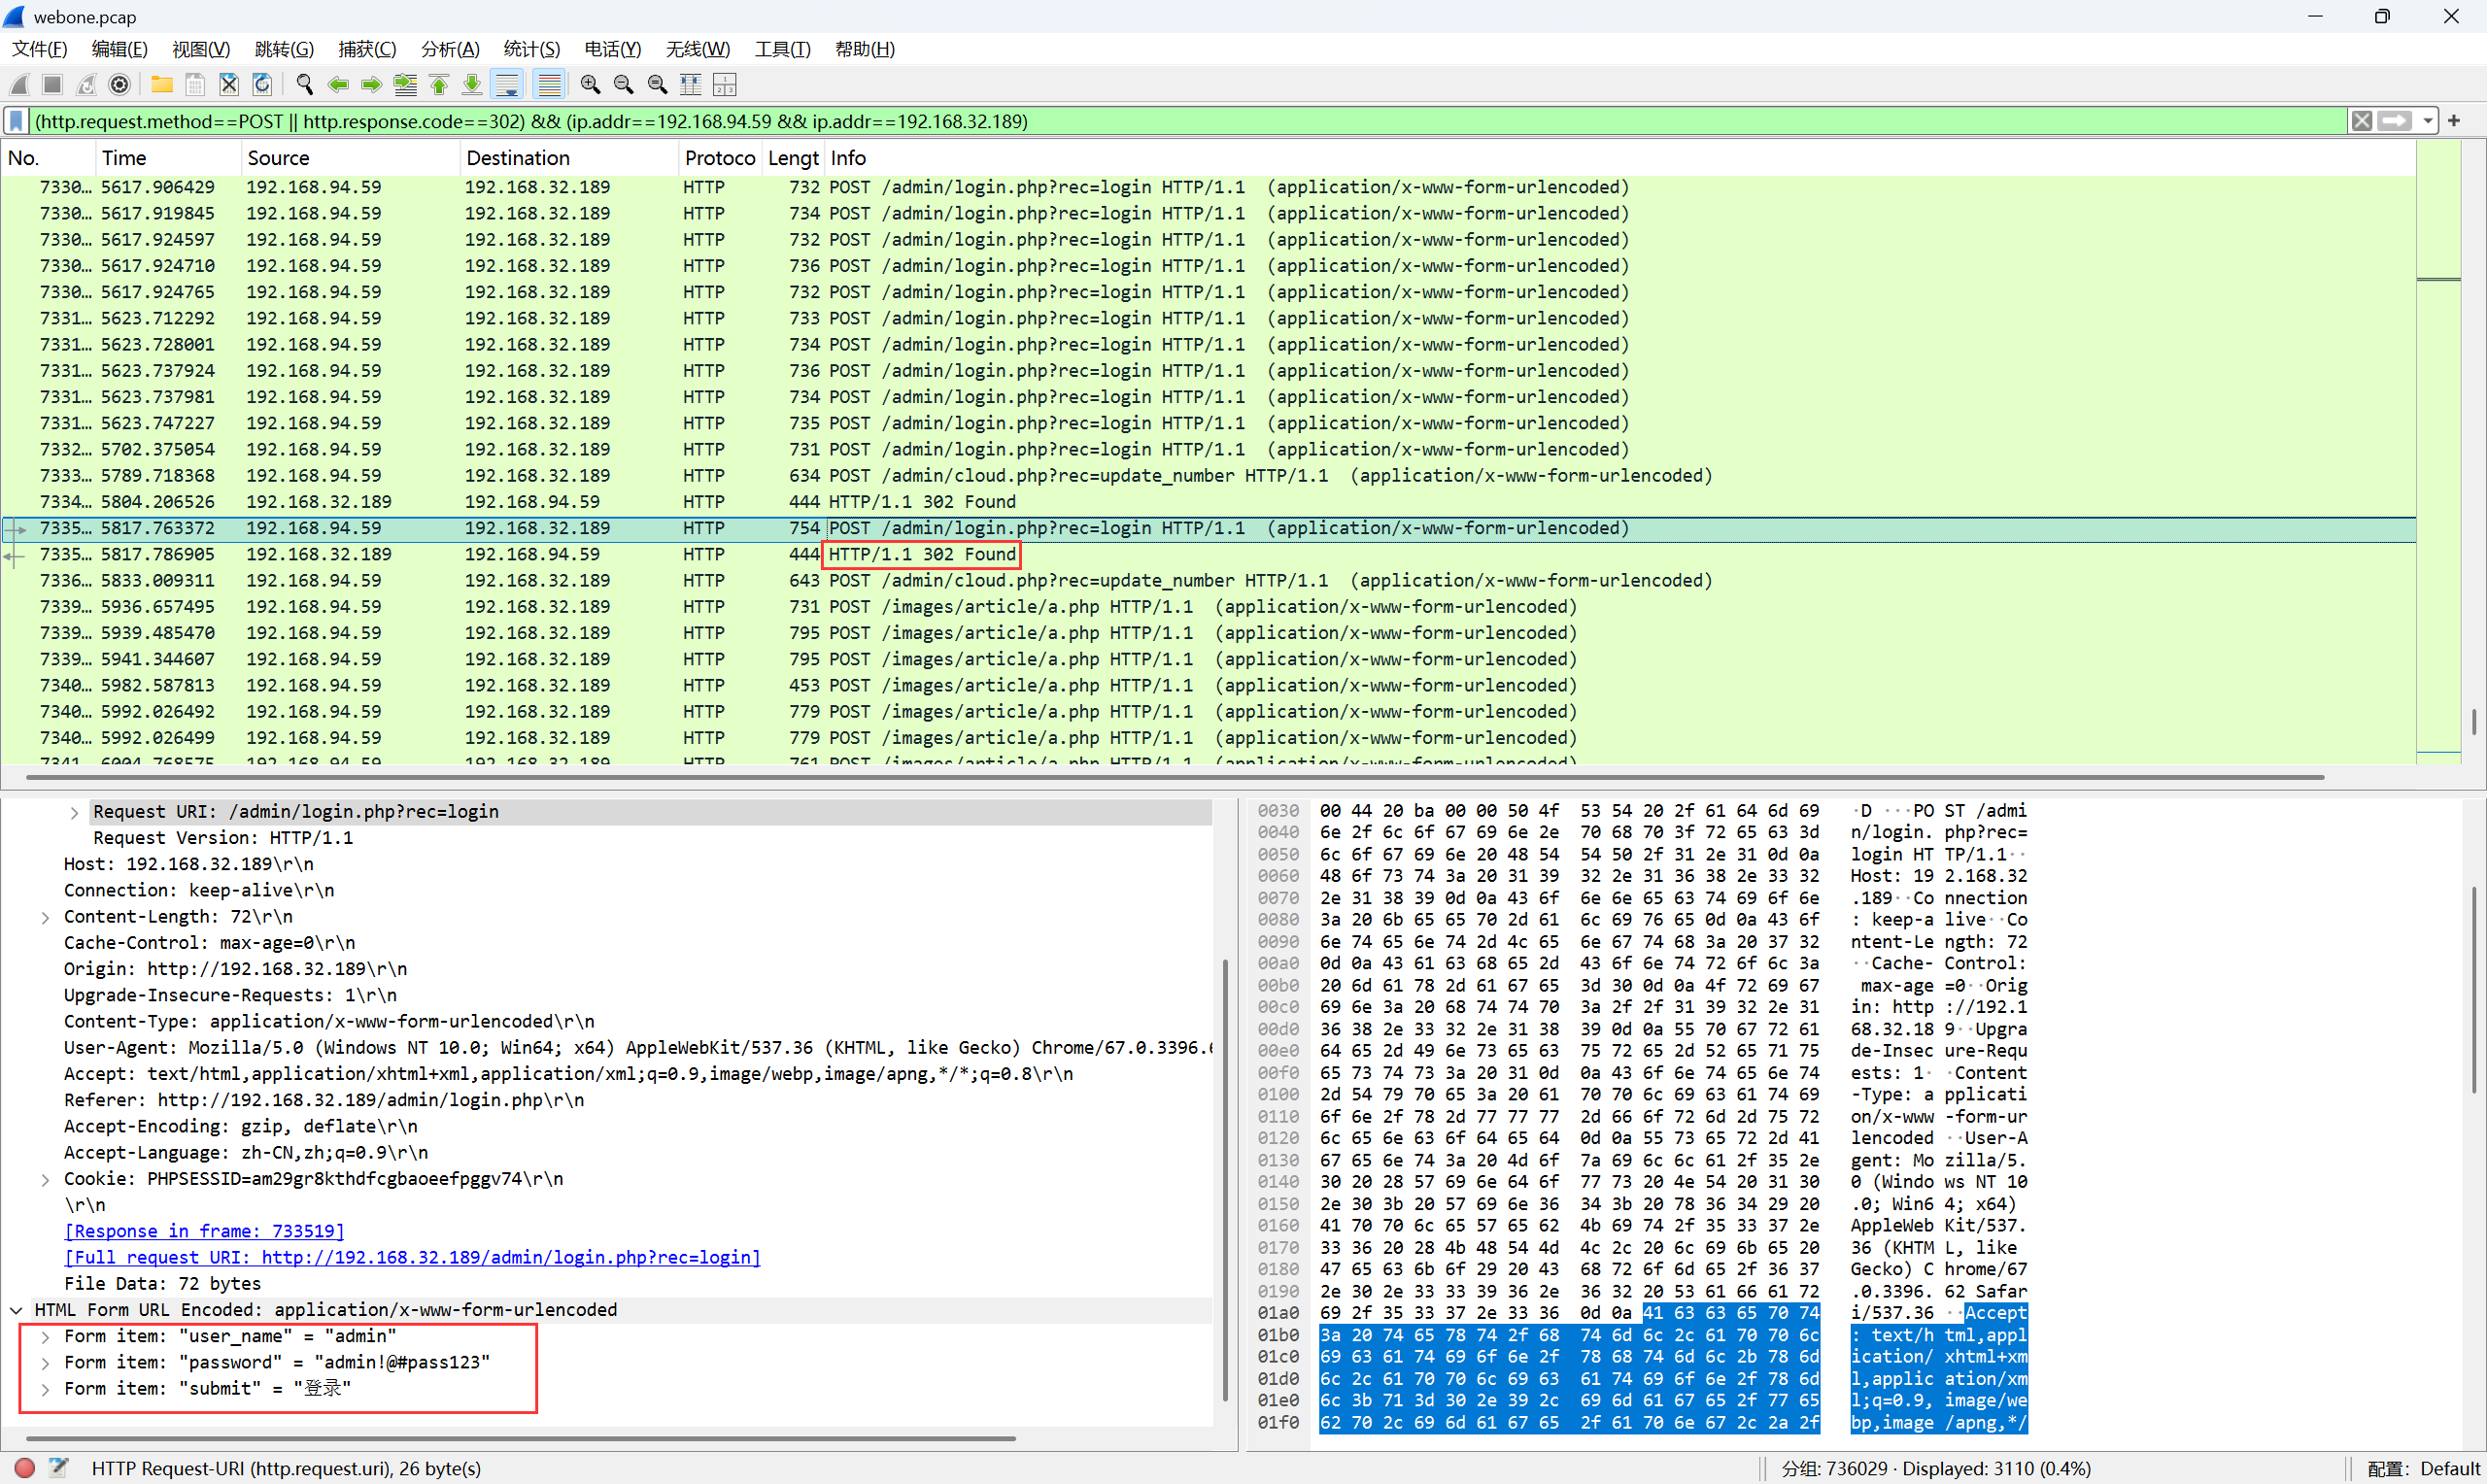 webone.pcap
文件(F) 编辑(E) 视图(V) 跳转(G) 捕获(C) 分析(A) 统计(S) 电话(Y) 无线(W) 工具(T) 帮助(H)
(http.request.method==POST || http.response.code==302) && (ip.addr==192.168.94.59 && ip.addr==192.168.32.189)
No. Time Source Destination Protoco Lengt Info
7330… 5617.906429 192.168.94.59 192.168.32.189 HTTP 732 POST /admin/login.php?rec=login HTTP/1.1 (application/x-www-form-urlencoded)
7330… 5617.919845 192.168.94.59 192.168.32.189 HTTP 734 POST /admin/login.php?rec=login HTTP/1.1 (application/x-www-form-urlencoded)
7330… 5617.924597 192.168.94.59 192.168.32.189 HTTP 732 POST /admin/login.php?rec=login HTTP/1.1 (application/x-www-form-urlencoded)
7330… 5617.924710 192.168.94.59 192.168.32.189 HTTP 736 POST /admin/login.php?rec=login HTTP/1.1 (application/x-www-form-urlencoded)
7330… 5617.924765 192.168.94.59 192.168.32.189 HTTP 732 POST /admin/login.php?rec=login HTTP/1.1 (application/x-www-form-urlencoded)
7331… 5623.712292 192.168.94.59 192.168.32.189 HTTP 733 POST /admin/login.php?rec=login HTTP/1.1 (application/x-www-form-urlencoded)
7331… 5623.728001 192.168.94.59 192.168.32.189 HTTP 734 POST /admin/login.php?rec=login HTTP/1.1 (application/x-www-form-urlencoded)
7331… 5623.737924 192.168.94.59 192.168.32.189 HTTP 736 POST /admin/login.php?rec=login HTTP/1.1 (application/x-www-form-urlencoded)
7331… 5623.737981 192.168.94.59 192.168.32.189 HTTP 734 POST /admin/login.php?rec=login HTTP/1.1 (application/x-www-form-urlencoded)
7331… 5623.747227 192.168.94.59 192.168.32.189 HTTP 735 POST /admin/login.php?rec=login HTTP/1.1 (application/x-www-form-urlencoded)
7332… 5702.375054 192.168.94.59 192.168.32.189 HTTP 731 POST /admin/login.php?rec=login HTTP/1.1 (application/x-www-form-urlencoded)
7333… 5789.718368 192.168.94.59 192.168.32.189 HTTP 634 POST /admin/cloud.php?rec=update_number HTTP/1.1 (application/x-www-form-urlencoded)
7334… 5804.206526 192.168.32.189 192.168.94.59 HTTP 444 HTTP/1.1 302 Found
7335… 5817.763372 192.168.94.59 192.168.32.189 HTTP 754 POST /admin/login.php?rec=login HTTP/1.1 (application/x-www-form-urlencoded)
7335… 5817.786905 192.168.32.189 192.168.94.59 HTTP 444 HTTP/1.1 302 Found
7336… 5833.009311 192.168.94.59 192.168.32.189 HTTP 643 POST /admin/cloud.php?rec=update_number HTTP/1.1 (application/x-www-form-urlencoded)
7339… 5936.657495 192.168.94.59 192.168.32.189 HTTP 731 POST /images/article/a.php HTTP/1.1 (application/x-www-form-urlencoded)
7339… 5939.485470 192.168.94.59 192.168.32.189 HTTP 795 POST /images/article/a.php HTTP/1.1 (application/x-www-form-urlencoded)
7339… 5941.344607 192.168.94.59 192.168.32.189 HTTP 795 POST /images/article/a.php HTTP/1.1 (application/x-www-form-urlencoded)
7340… 5982.587813 192.168.94.59 192.168.32.189 HTTP 453 POST /images/article/a.php HTTP/1.1 (application/x-www-form-urlencoded)
7340… 5992.026492 192.168.94.59 192.168.32.189 HTTP 779 POST /images/article/a.php HTTP/1.1 (application/x-www-form-urlencoded)
7340… 5992.026499 192.168.94.59 192.168.32.189 HTTP 779 POST /images/article/a.php HTTP/1.1 (application/x-www-form-urlencoded)
7341… 6004.768575 192.168.94.59 192.168.32.189 HTTP 761 POST /images/article/a.php HTTP/1.1 (application/x-www-form-urlencoded)
Request URI: /admin/login.php?rec=login
Request Version: HTTP/1.1
Host: 192.168.32.189\r\n
Connection: keep-alive\r\n
Content-Length: 72\r\n
Cache-Control: max-age=0\r\n
Origin: http://192.168.32.189\r\n
Upgrade-Insecure-Requests: 1\r\n
Content-Type: application/x-www-form-urlencoded\r\n
User-Agent: Mozilla/5.0 (Windows NT 10.0; Win64; x64) AppleWebKit/537.36 (KHTML, like Gecko) Chrome/67.0.3396.
Accept: text/html,application/xhtml+xml,application/xml;q=0.9,image/webp,image/apng,*/*;q=0.8\r\n
Referer: http://192.168.32.189/admin/login.php\r\n
Accept-Encoding: gzip, deflate\r\n
Accept-Language: zh-CN,zh;q=0.9\r\n
Cookie: PHPSESSID=am29gr8kthdfcgbaoeefpggv74\r\n
\r\n
[Response in frame: 733519]
[Full request URI: http://192.168.32.189/admin/login.php?rec=login]
File Data: 72 bytes
HTML Form URL Encoded: application/x-www-form-urlencoded
Form item: "user_name" = "admin"
Form item: "password" = "admin!@#pass123"
Form item: "submit" = "登录"
0030 00 44 20 ba 00 00 50 4f 53 54 20 2f 61 64 6d 69 ·D ···PO ST /admi
0040 6e 2f 6c 6f 67 69 6e 2e 70 68 70 3f 72 65 63 3d n/login. php?rec=
0050 6c 6f 67 69 6e 20 48 54 54 50 2f 31 2e 31 0d 0a login HT TP/1.1··
0060 48 6f 73 74 3a 20 31 39 32 2e 31 36 38 2e 33 32 Host: 19 2.168.32
0070 2e 31 38 39 0d 0a 43 6f 6e 6e 65 63 74 69 6f 6e .189··Co nnection
0080 3a 20 6b 65 65 70 2d 61 6c 69 76 65 0d 0a 43 6f : keep-a live··Co
0090 6e 74 65 6e 74 2d 4c 65 6e 67 74 68 3a 20 37 32 ntent-Le ngth: 72
00a0 0d 0a 43 61 63 68 65 2d 43 6f 6e 74 72 6f 6c 3a ··Cache- Control:
00b0 20 6d 61 78 2d 61 67 65 3d 30 0d 0a 4f 72 69 67 max-age =0··Orig
00c0 69 6e 3a 20 68 74 74 70 3a 2f 2f 31 39 32 2e 31 in: http ://192.1
00d0 36 38 2e 33 32 2e 31 38 39 0d 0a 55 70 67 72 61 68.32.18 9··Upgra
00e0 64 65 2d 49 6e 73 65 63 75 72 65 2d 52 65 71 75 de-Insec ure-Requ
00f0 65 73 74 73 3a 20 31 0d 0a 43 6f 6e 74 65 6e 74 ests: 1· ·Content
0100 2d 54 79 70 65 3a 20 61 70 70 6c 69 63 61 74 69 -Type: a pplicati
0110 6f 6e 2f 78 2d 77 77 77 2d 66 6f 72 6d 2d 75 72 on/x-www -form-ur
0120 6c 65 6e 63 6f 64 65 64 0d 0a 55 73 65 72 2d 41 lencoded ··User-A
0130 67 65 6e 74 3a 20 4d 6f 7a 69 6c 6c 61 2f 35 2e gent: Mo zilla/5.
0140 30 20 28 57 69 6e 64 6f 77 73 20 4e 54 20 31 30 0 (Windo ws NT 10
0150 2e 30 3b 20 57 69 6e 36 34 3b 20 78 36 34 29 20 .0; Win6 4; x64)
0160 41 70 70 6c 65 57 65 62 4b 69 74 2f 35 33 37 2e AppleWeb Kit/537.
0170 33 36 20 28 4b 48 54 4d 4c 2c 20 6c 69 6b 65 20 36 (KHTM L, like
0180 47 65 63 6b 6f 29 20 43 68 72 6f 6d 65 2f 36 37 Gecko) C hrome/67
0190 2e 30 2e 33 33 39 36 2e 36 32 20 53 61 66 61 72 .0.3396. 62 Safar
01a0 69 2f 35 33 37 2e 33 36 0d 0a 41 63 63 65 70 74 i/537.36 ··Accept
01b0 3a 20 74 65 78 74 2f 68 74 6d 6c 2c 61 70 70 6c : text/h tml,appl
01c0 69 63 61 74 69 6f 6e 2f 78 68 74 6d 6c 2b 78 6d ication/ xhtml+xm
01d0 6c 2c 61 70 70 6c 69 63 61 74 69 6f 6e 2f 78 6d l,applic ation/xm
01e0 6c 3b 71 3d 30 2e 39 2c 69 6d 61 67 65 2f 77 65 l;q=0.9, image/we
01f0 62 70 2c 69 6d 61 67 65 2f 61 70 6e 67 2c 2a 2f bp,image /apng,*/
HTTP Request-URI (http.request.uri), 26 byte(s) 分组: 736029 · Displayed: 3110 (0.4%) 配置: Default